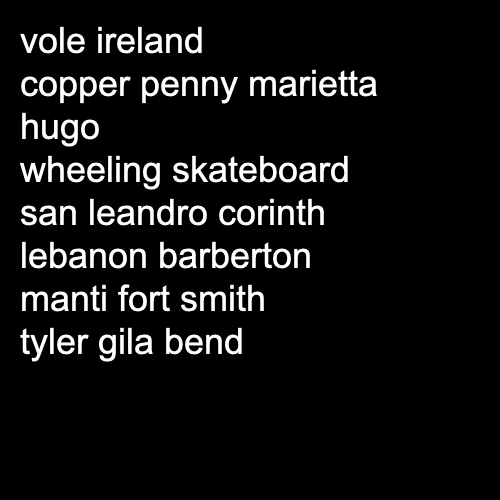 vole ireland
copper penny marietta
hugo
wheeling skateboard
san leandro corinth
lebanon barberton
manti fort smith
tyler gila bend